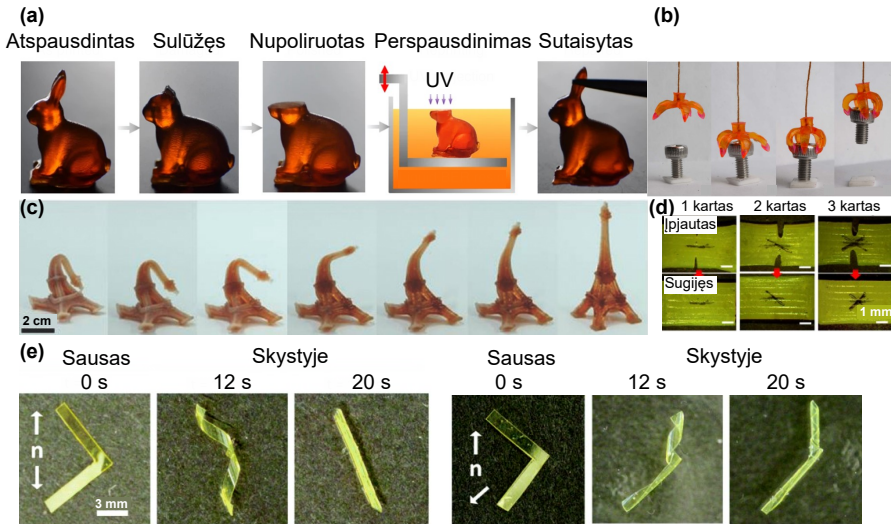 (a)
Atspausdintas Sulūžęs Nupoliruotas Perspausdinimas Sutaisytas
UV
(b)
(c)
2 cm
(d)
1 kartas 2 kartas 3 kartas
Įpjautas
Sugijęs
1 mm
(e)
Sausas Skystyje Sausas Skystyje
0 s 12 s 20 s 0 s 12 s 20 s
n n
3 mm